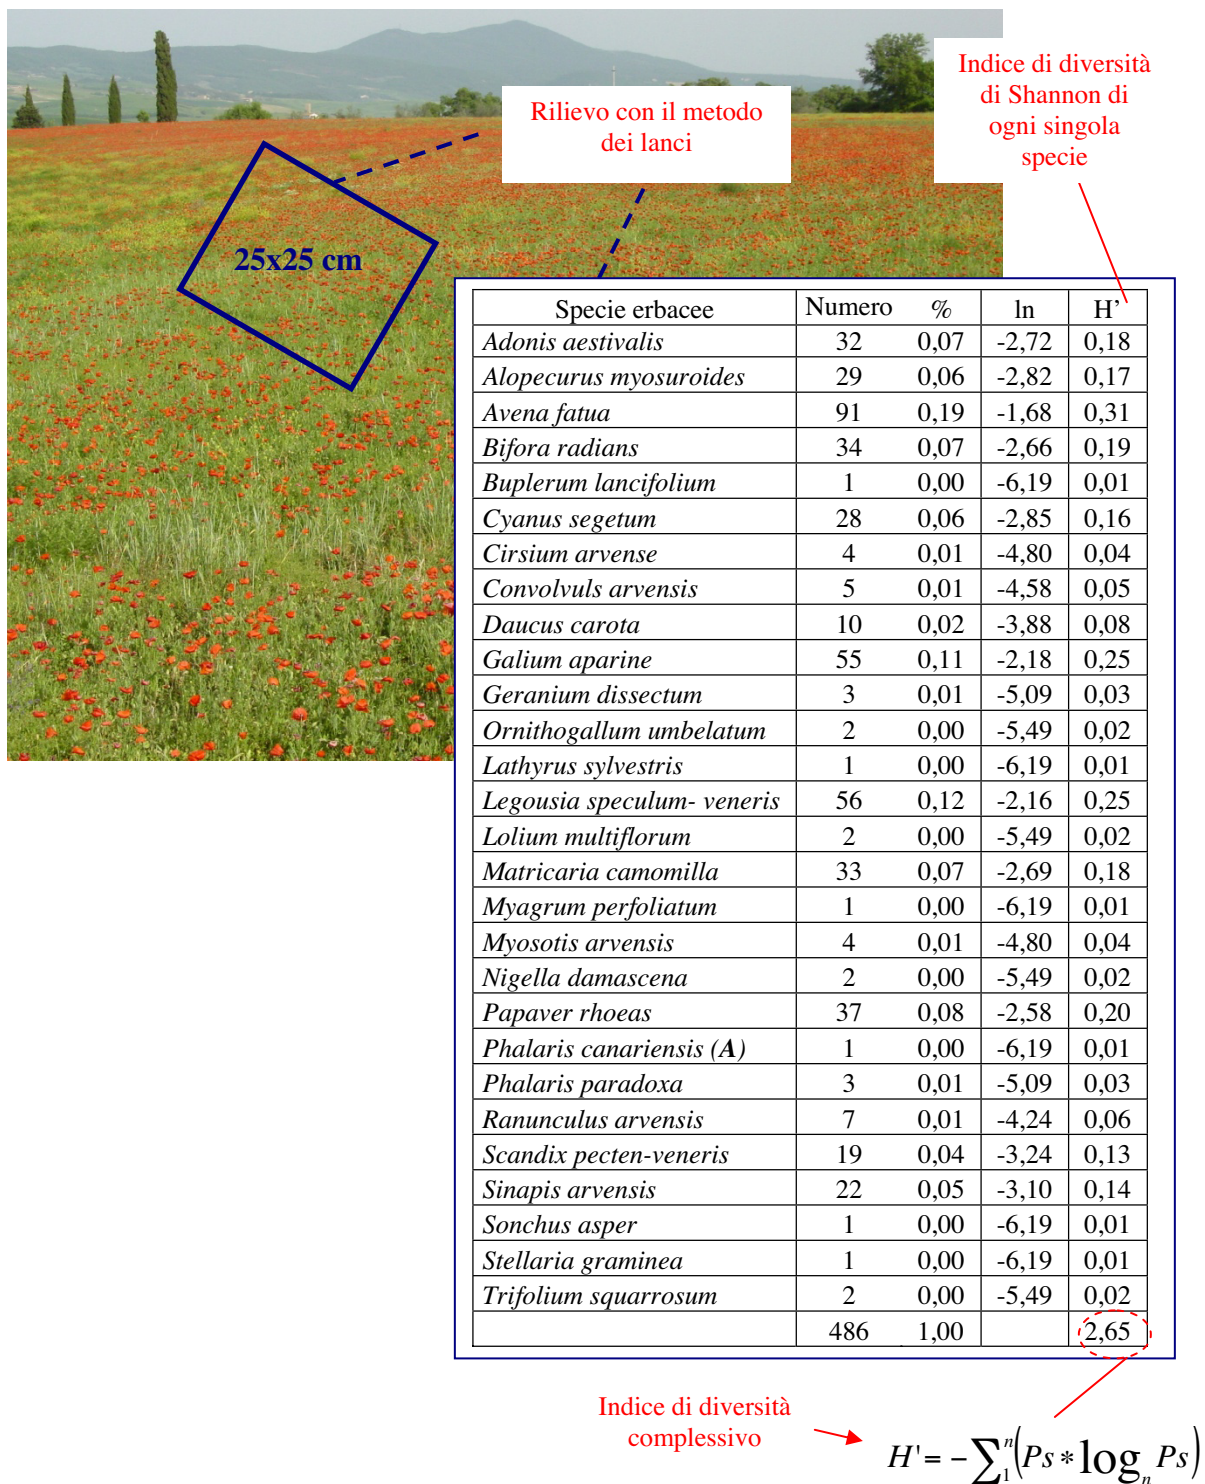 Indice di diversità
di Shannon di
ogni singola
specie
Rilievo con il metodo
dei lanci
25x25 cm
Specie erbacee Numero % ln H’
Adonis aestivalis 32 0,07 -2,72 0,18
Alopecurus myosuroides 29 0,06 -2,82 0,17
Avena fatua 91 0,19 -1,68 0,31
Bifora radians 34 0,07 -2,66 0,19
Buplerum lancifolium 1 0,00 -6,19 0,01
Cyanus segetum 28 0,06 -2,85 0,16
Cirsium arvense 4 0,01 -4,80 0,04
Convolvuls arvensis 5 0,01 -4,58 0,05
Daucus carota 10 0,02 -3,88 0,08
Galium aparine 55 0,11 -2,18 0,25
Geranium dissectum 3 0,01 -5,09 0,03
Ornithogallum umbelatum 2 0,00 -5,49 0,02
Lathyrus sylvestris 1 0,00 -6,19 0,01
Legousia speculum- veneris 56 0,12 -2,16 0,25
Lolium multiflorum 2 0,00 -5,49 0,02
Matricaria camomilla 33 0,07 -2,69 0,18
Myagrum perfoliatum 1 0,00 -6,19 0,01
Myosotis arvensis 4 0,01 -4,80 0,04
Nigella damascena 2 0,00 -5,49 0,02
Papaver rhoeas 37 0,08 -2,58 0,20
Phalaris canariensis (A) 1 0,00 -6,19 0,01
Phalaris paradoxa 3 0,01 -5,09 0,03
Ranunculus arvensis 7 0,01 -4,24 0,06
Scandix pecten-veneris 19 0,04 -3,24 0,13
Sinapis arvensis 22 0,05 -3,10 0,14
Sonchus asper 1 0,00 -6,19 0,01
Stellaria graminea 1 0,00 -6,19 0,01
Trifolium squarrosum 2 0,00 -5,49 0,02
486 1,00 2,65
Indice di diversità
complessivo
H'= −∑₁ⁿ(Ps * logₙ Ps)